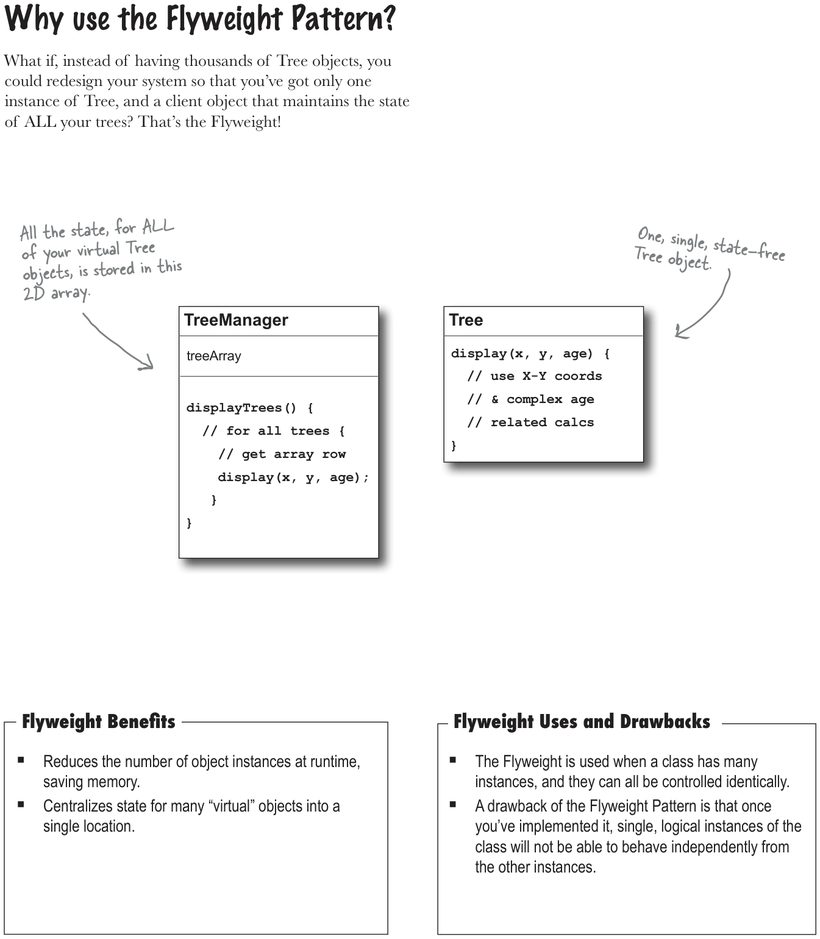 Why use the Flyweight Pattern?
What if, instead of having thousands of Tree objects, you
could redesign your system so that you’ve got only one
instance of Tree, and a client object that maintains the state
of ALL your trees? That’s the Flyweight!
All the state, for ALL
of your virtual Tree
objects, is stored in this
2D array.
One, single, state-free
Tree object.
TreeManager
treeArray
displayTrees() {
// for all trees {
// get array row
display(x, y, age);
}
}
Tree
display(x, y, age) {
// use X-Y coords
// & complex age
// related calcs
}
Flyweight Benefits
▪ Reduces the number of object instances at runtime,
saving memory.
▪ Centralizes state for many “virtual” objects into a
single location.
Flyweight Uses and Drawbacks
▪ The Flyweight is used when a class has many
instances, and they can all be controlled identically.
▪ A drawback of the Flyweight Pattern is that once
you’ve implemented it, single, logical instances of the
class will not be able to behave independently from
the other instances.